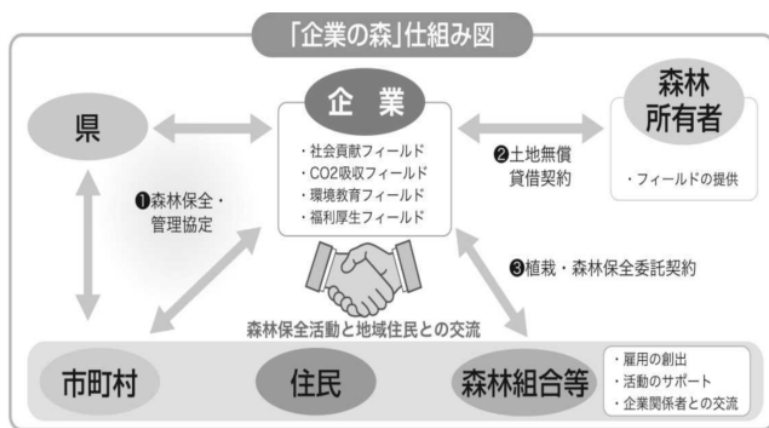 「企業の森」仕組み図
県
企業
・社会貢献フィールド
・CO2吸収フィールド
・環境教育フィールド
・福利厚生フィールド
森林
所有者
・フィールドの提供
❶森林保全・
管理協定
❷土地無償
貸借契約
❸植栽・森林保全委託契約
森林保全活動と地域住民との交流
市町村
住民
森林組合等
・雇用の創出
・活動のサポート
・企業関係者との交流